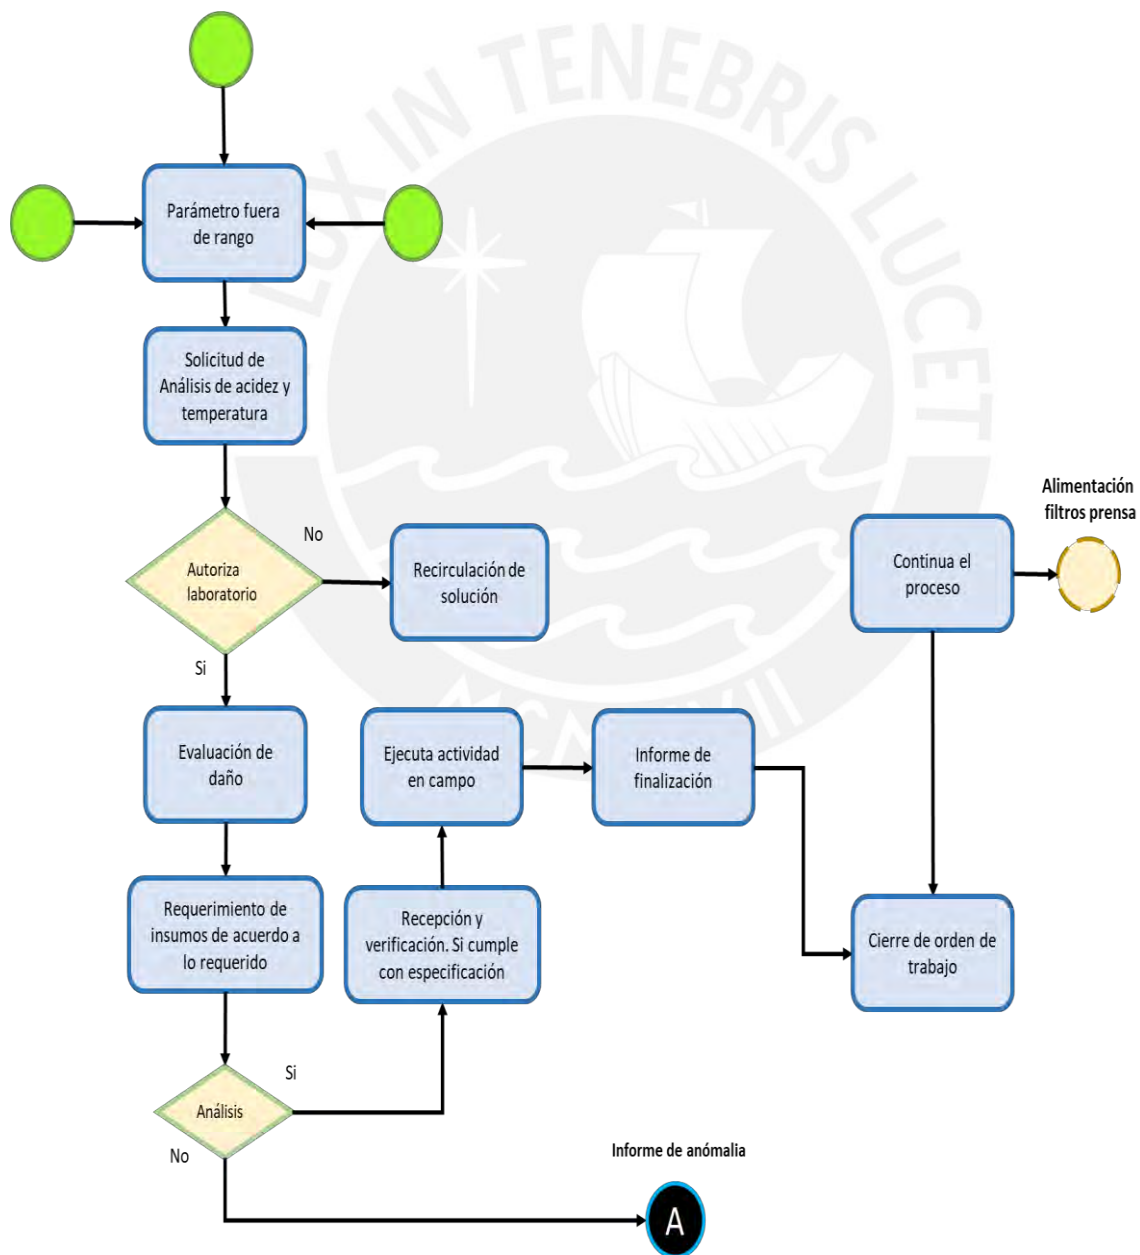 LUX IN TENEBRIS LUCET
Parámetro fuera
de rango
Solicitud de
Análisis de acidez y
temperatura
Autoriza
laboratorio
No
Recirculación de
solución
Continua el
proceso
Alimentación
filtros prensa
Si
Evaluación de
daño
Ejecuta actividad
en campo
Informe de
finalización
Requerimiento de
insumos de acuerdo a
lo requerido
Recepción y
verificación. Si cumple
con especificación
Cierre de orden de
trabajo
Análisis
Si
No
Informe de anómalia
A